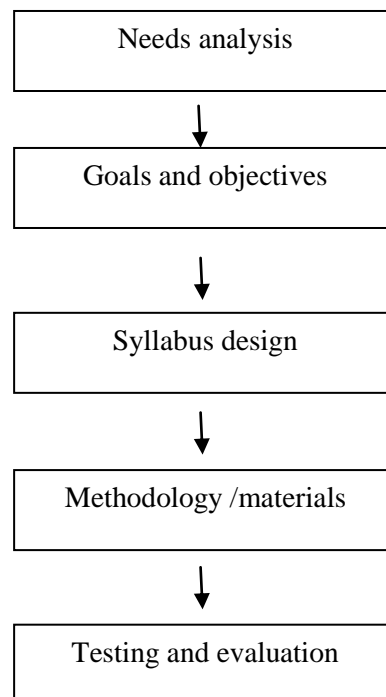 Needs analysis
Goals and objectives
Syllabus design
Methodology /materials
Testing and evaluation